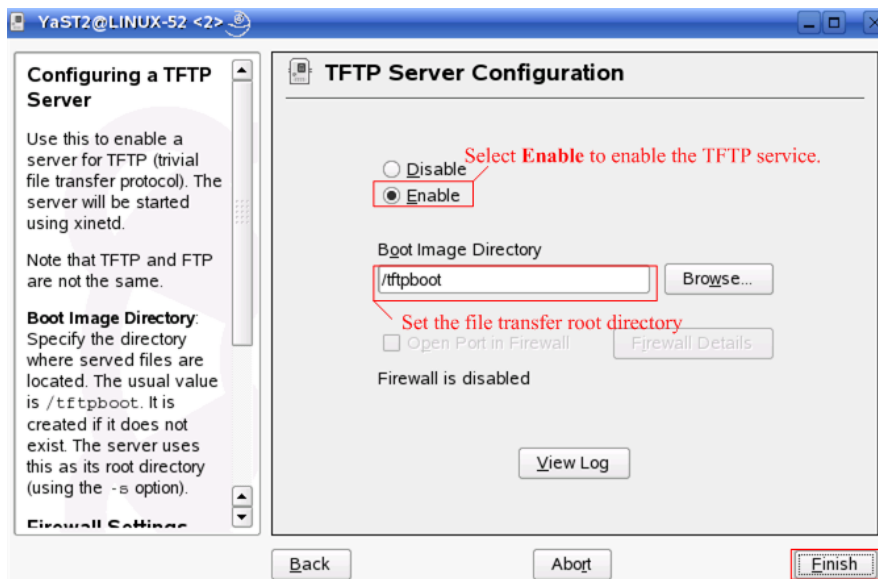 YaST2@LINUX-52 <2>
Configuring a TFTP
Server
Use this to enable a
server for TFTP (trivial
file transfer protocol). The
server will be started
using xinetd.
Note that TFTP and FTP
are not the same.
Boot Image Directory:
Specify the directory
where served files are
located. The usual value
is /tftpboot. It is
created if it does not
exist. The server uses
this as its root directory
(using the -s option).
Firewall Settings
TFTP Server Configuration
Select Enable to enable the TFTP service.
Disable
Enable
Boot Image Directory
/tftpboot
Browse...
Set the file transfer root directory
Open Port in Firewall
Firewall Details
Firewall is disabled
View Log
Back
Abort
Finish